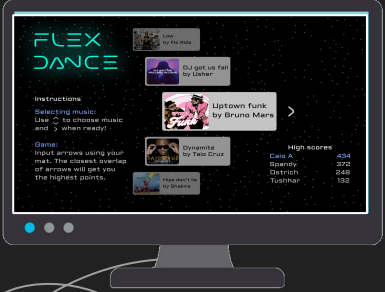 FLEX
DANCE
Low
by Flo Rida
DJ got us fall
by Usher
Instructions
Uptown funk
by Bruno Mars
Selecting music:
Use to choose music
and > when ready!
Game:
Input arrows using your
mat. The closest overlap
of arrows will get you
the highest points.
Dynamite
by Taio Cruz
High scores
Caio A 434
Spandy 372
Ostrich 248
Tushhar 132
Hips don't lie
by Shakira